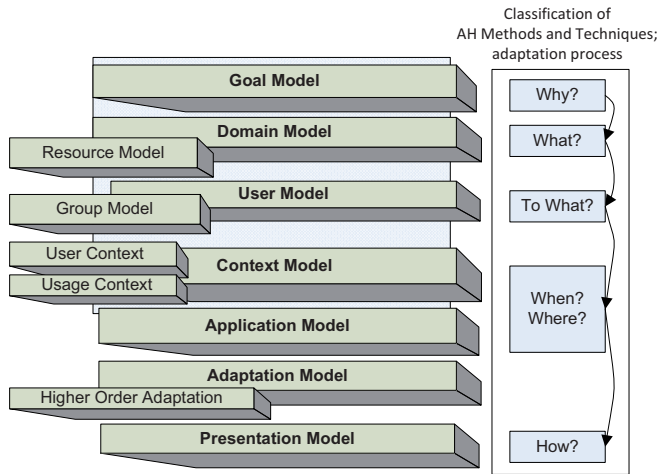 Classification of
AH Methods and Techniques;
adaptation process
Goal Model
Why?
Domain Model
What?
Resource Model
User Model
To What?
Group Model
User Context
Context Model
Usage Context
When?
Where?
Application Model
Adaptation Model
Higher Order Adaptation
Presentation Model
How?